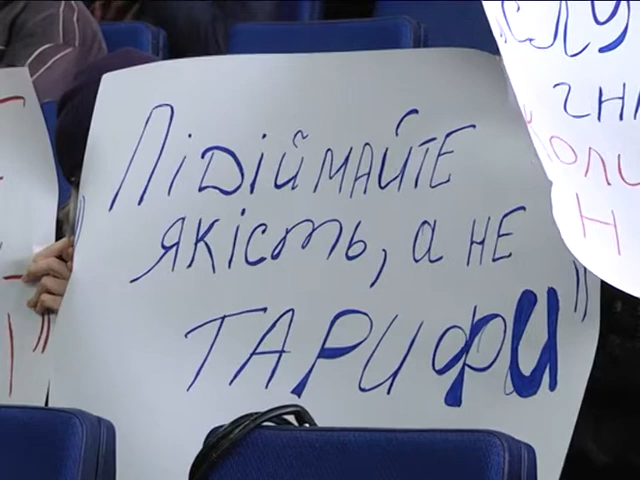 "Підіймайте
якість, а не
тарифи"